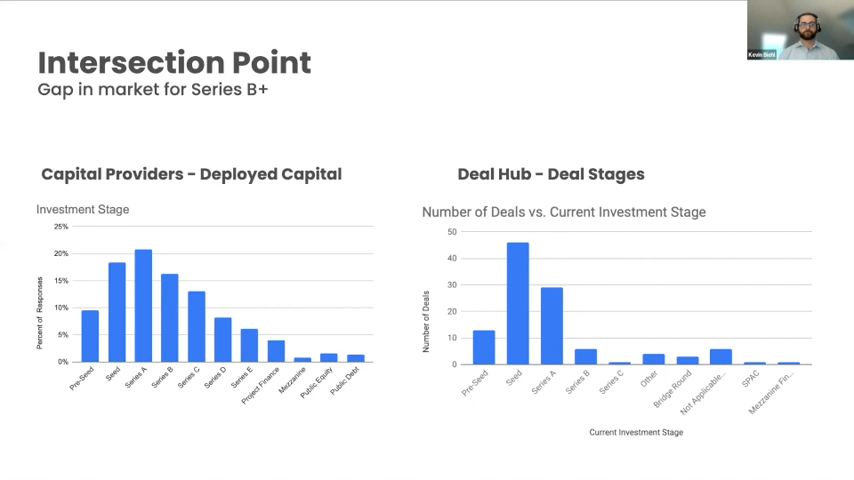 Kevin Biehl
Intersection Point
Gap in market for Series B+
Capital Providers - Deployed Capital
Investment Stage
25%
20%
15%
10%
5%
0%
Percent of Responses
Pre-Seed
Seed
Series A
Series B
Series C
Series D
Series E
Project Finance
Mezzanine
Public Equity
Public Debt
Deal Hub - Deal Stages
Number of Deals vs. Current Investment Stage
50
40
30
20
10
0
Number of Deals
Pre-Seed
Seed
Series A
Series B
Series C
Other
Bridge Round
Not Applicable...
SPAC
Mezzanine Fin...
Current Investment Stage